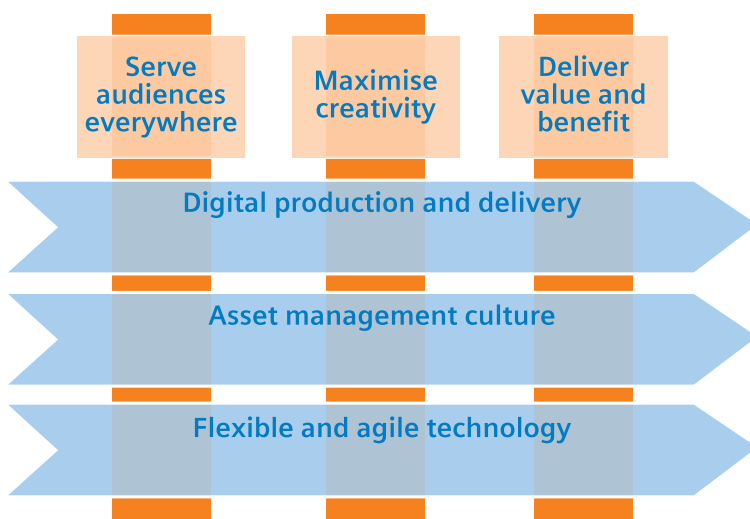 Serve
audiences
everywhere
Maximise
creativity
Deliver
value and
benefit
Digital production and delivery
Asset management culture
Flexible and agile technology